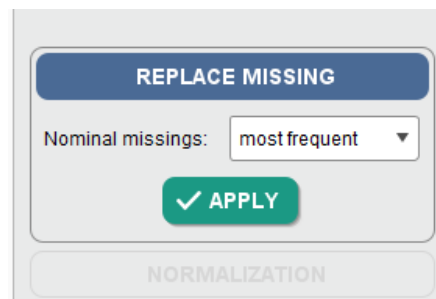 REPLACE MISSING
Nominal missings: most frequent
APPLY
NORMALIZATION